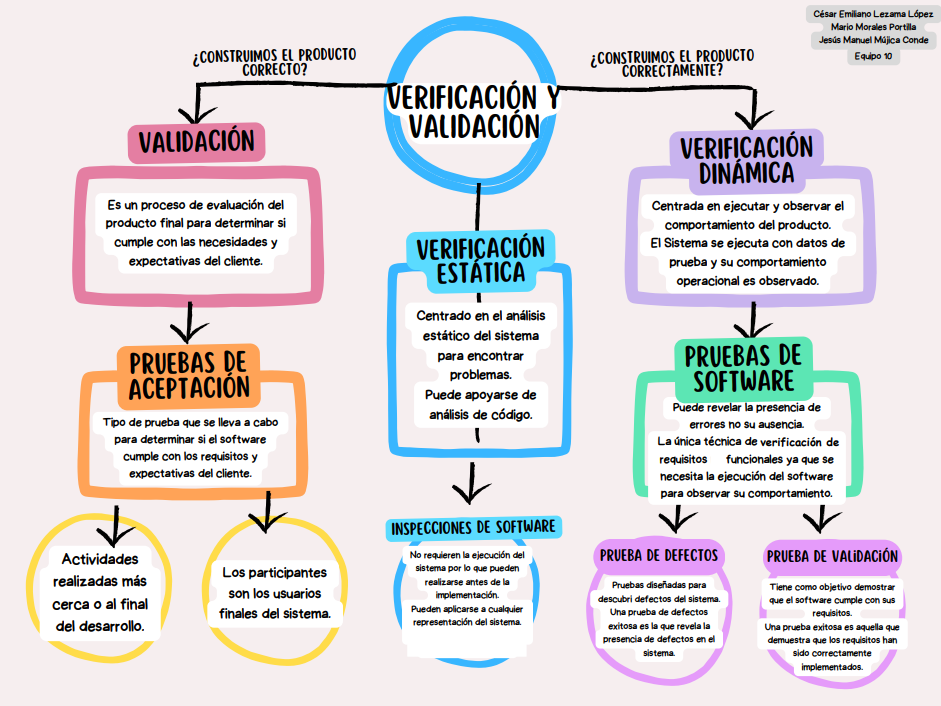 César Emiliano Lezama López
Mario Morales Portilla
Jesús Manuel Mújica Conde
Equipo 10
¿CONSTRUIMOS EL PRODUCTO
CORRECTO?
¿CONSTRUIMOS EL PRODUCTO
CORRECTAMENTE?
VERIFICACIÓN Y
VALIDACIÓN
VALIDACIÓN
Es un proceso de evaluación del
producto final para determinar si
cumple con las necesidades y
expectativas del cliente.
PRUEBAS DE
ACEPTACIÓN
Tipo de prueba que se lleva a cabo
para determinar si el software
cumple con los requisitos y
expectativas del cliente.
Actividades
realizadas más
cerca o al final
del desarrollo.
Los participantes
son los usuarios
finales del sistema.
VERIFICACIÓN
ESTÁTICA
Centrado en el análisis
estático del sistema
para encontrar
problemas.
Puede apoyarse de
análisis de código.
INSPECCIONES DE SOFTWARE
No requieren la ejecución del
sistema por lo que pueden
realizarse antes de la
implementación.
Pueden aplicarse a cualquier
representación del sistema.
VERIFICACIÓN
DINÁMICA
Centrada en ejecutar y observar el
comportamiento del producto.
El Sistema se ejecuta con datos de
prueba y su comportamiento
operacional es observado.
PRUEBAS DE
SOFTWARE
Puede revelar la presencia de
errores no su ausencia.
La única técnica de verificación de
requisitos funcionales ya que se
necesita la ejecución del software
para observar su comportamiento.
PRUEBA DE DEFECTOS
Pruebas diseñadas para
descubri defectos del sistema.
Una prueba de defectos
exitosa es la que revela la
presencia de defectos en el
sistema.
PRUEBA DE VALIDACIÓN
Tiene como objetivo demostrar
que el software cumple con sus
requisitos.
Una prueba exitosa es aquella que
demuestra que los requisitos han
sido correctamente
implementados.